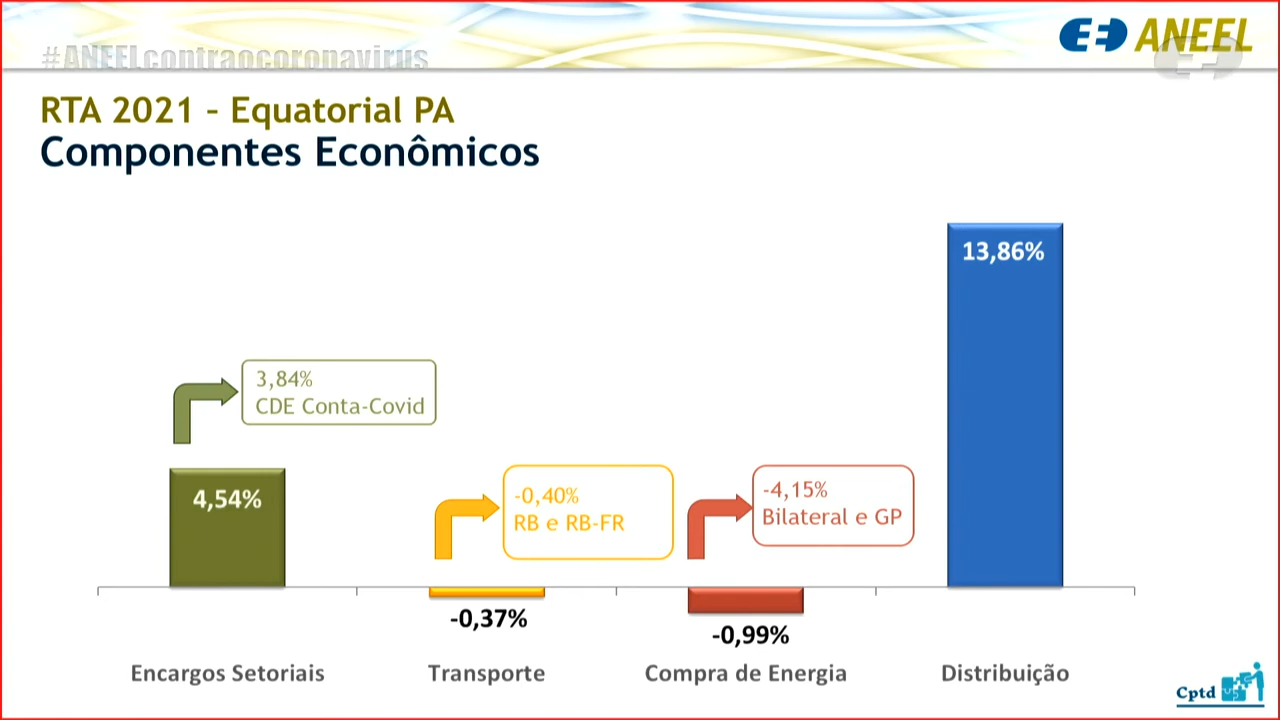 #ANEELcontraocoronavirus
ANEEL
RTA 2021 – Equatorial PA
Componentes Econômicos
13,86%
3,84%
CDE Conta-Covid
4,54%
-0,40%
RB e RB-FR
-4,15%
Bilateral e GP
-0,37%
-0,99%
Encargos Setoriais
Transporte
Compra de Energia
Distribuição
Cptd